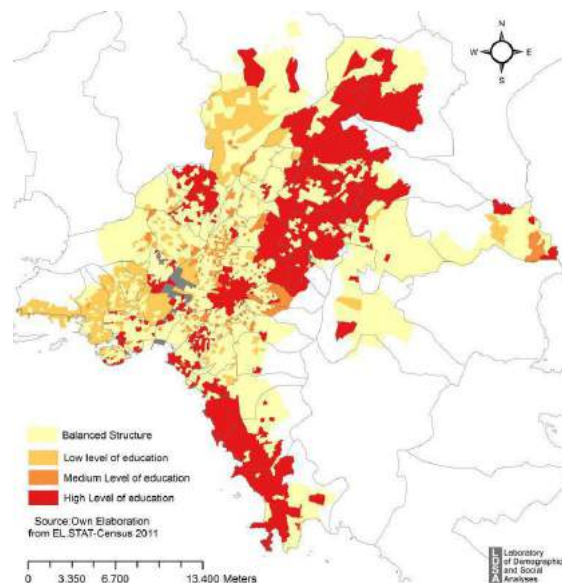 N
W E
S
Balanced Structure
Low level of education
Medium Level of education
High Level of education
Source:Own Elaboration
from EL.STAT-Census 2011
0 3.350 6.700 13.400 Meters
LDSA
Laboratory
of Demographic
and Social
Analyses